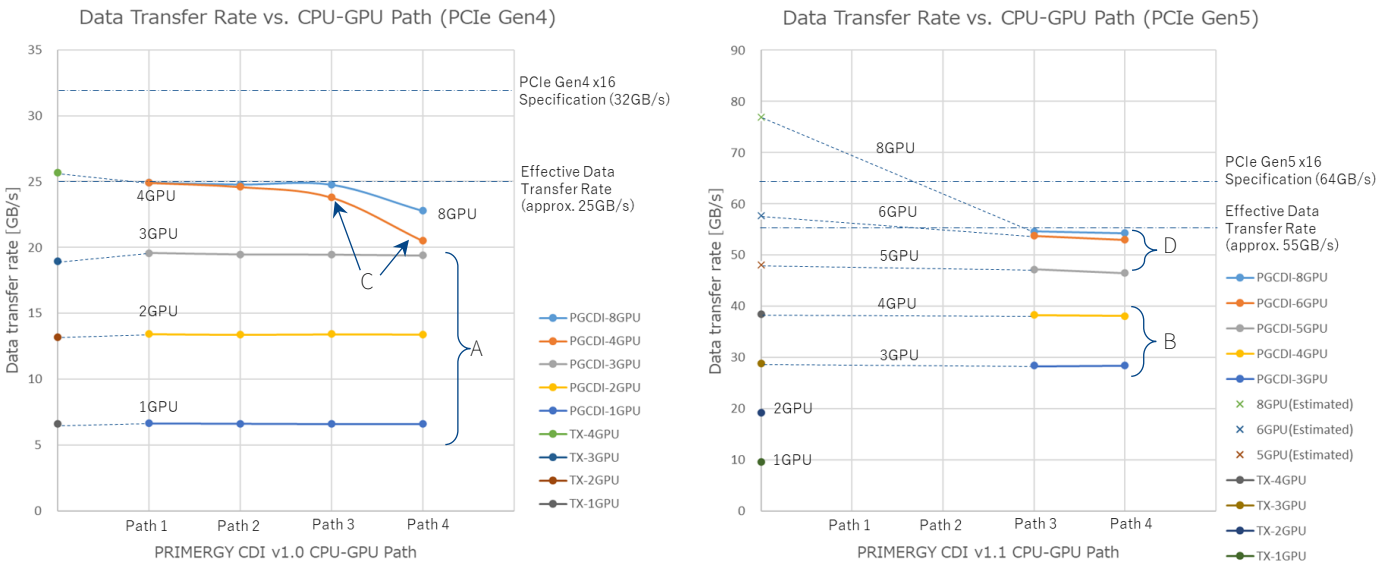 Data Transfer Rate vs. CPU-GPU Path (PCIe Gen4)
Data transfer rate [GB/s]
35
30
25
20
15
10
5
0
PCIe Gen4 x16
Specification (32GB/s)
Effective Data
Transfer Rate
(approx. 25GB/s)
4GPU
8GPU
3GPU
2GPU
1GPU
C
A
PGCDI-8GPU
PGCDI-4GPU
PGCDI-3GPU
PGCDI-2GPU
PGCDI-1GPU
TX-4GPU
TX-3GPU
TX-2GPU
TX-1GPU
Path 1 Path 2 Path 3 Path 4
PRIMERGY CDI v1.0 CPU-GPU Path
Data Transfer Rate vs. CPU-GPU Path (PCIe Gen5)
Data transfer rate [GB/s]
90
80
70
60
50
40
30
20
10
0
8GPU
6GPU
5GPU
4GPU
3GPU
2GPU
1GPU
D
B
PCIe Gen5 x16
Specification (64GB/s)
Effective Data
Transfer Rate
(approx. 55GB/s)
PGCDI-8GPU
PGCDI-6GPU
PGCDI-5GPU
PGCDI-4GPU
PGCDI-3GPU
8GPU(Estimated)
6GPU(Estimated)
5GPU(Estimated)
TX-4GPU
TX-3GPU
TX-2GPU
TX-1GPU
Path 1 Path 2 Path 3 Path 4
PRIMERGY CDI v1.1 CPU-GPU Path